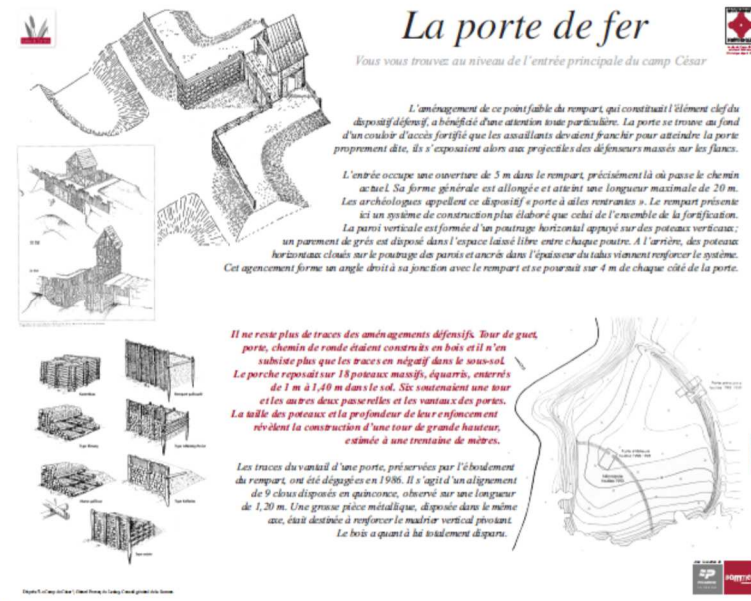 La porte de fer
Vous vous trouvez au niveau de l'entrée principale du camp César
L'aménagement de ce point faible du rempart, qui constituait l'élément clef du
dispositif défensif, a bénéficié d'une attention toute particulière. La porte se trouve au fond
d'un couloir d'accès fortifié que les assaillants devaient franchir pour atteindre la porte
proprement dite, ils s'exposaient alors aux projectiles des défenseurs massés sur les flancs.
L'entrée occupe une ouverture de 5 m dans le rempart, précisément là où passe le chemin
actuel. Sa forme générale est allongée et atteint une longueur maximale de 20 m.
Les archéologues appellent ce dispositif « porte à ailes rentrantes ». Le rempart présente
ici un système de construction plus élaboré que celui de l'ensemble de la fortification.
La paroi verticale est formée d'un poutrage horizontal appuyé sur des poteaux verticaux ;
un parement de grés est disposé dans l'espace laissé libre entre chaque poutre. A l'arrière, des poteaux
horizontaux cloués sur le poutrage des parois et ancrés dans l'épaisseur du talus viennent renforcer le système.
Cet agencement forme un angle droit à sa jonction avec le rempart et se poursuit sur 4 m de chaque côté de la porte.
Il ne reste plus de traces des aménagements défensifs. Tour de guet,
porte, chemin de ronde étaient construits en bois et il n'en
subsiste plus que les traces en négatif dans le sous-sol.
Le porche reposait sur 18 poteaux massifs, équarris, enterrés
de 1 m à 1,40 m dans le sol. Six soutenaient une tour
et les autres deux passerelles et les vantaux des portes.
La taille des poteaux et la profondeur de leur enfoncement
révèlent la construction d'une tour de grande hauteur,
estimée à une trentaine de mètres.
Les traces du vantail d'une porte, préservées par l'éboulement
du rempart, ont été dégagées en 1986. Il s'agit d'un alignement
de 9 clous disposés en quinconce, observé sur une longueur
de 1,20 m. Une grosse pièce métallique, disposée dans le même
axe, était destinée à renforcer le madrier vertical pivotant.
Le bois a quant à lui totalement disparu.